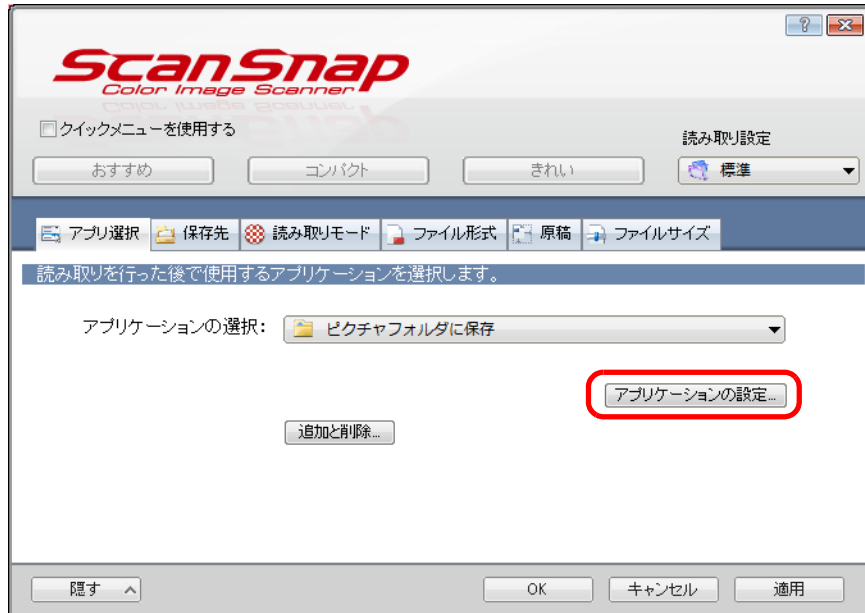 ScanSnap
Color Image Scanner
クイックメニューを使用する
読み取り設定
おすすめ
コンパクト
きれい
標準
アプリ選択
保存先
読み取りモード
ファイル形式
原稿
ファイルサイズ
読み取りを行った後で使用するアプリケーションを選択します。
アプリケーションの選択:
ピクチャフォルダに保存
アプリケーションの設定...
追加と削除...
隠す
OK
キャンセル
適用